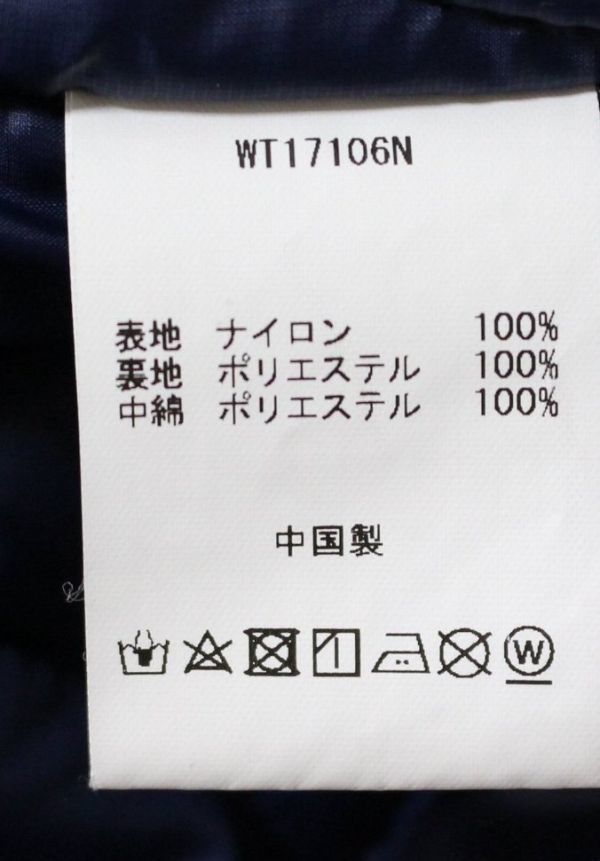 WT17106N
表地 ナイロン 100%
裏地 ポリエステル 100%
中綿 ポリエステル 100%
中国製
W